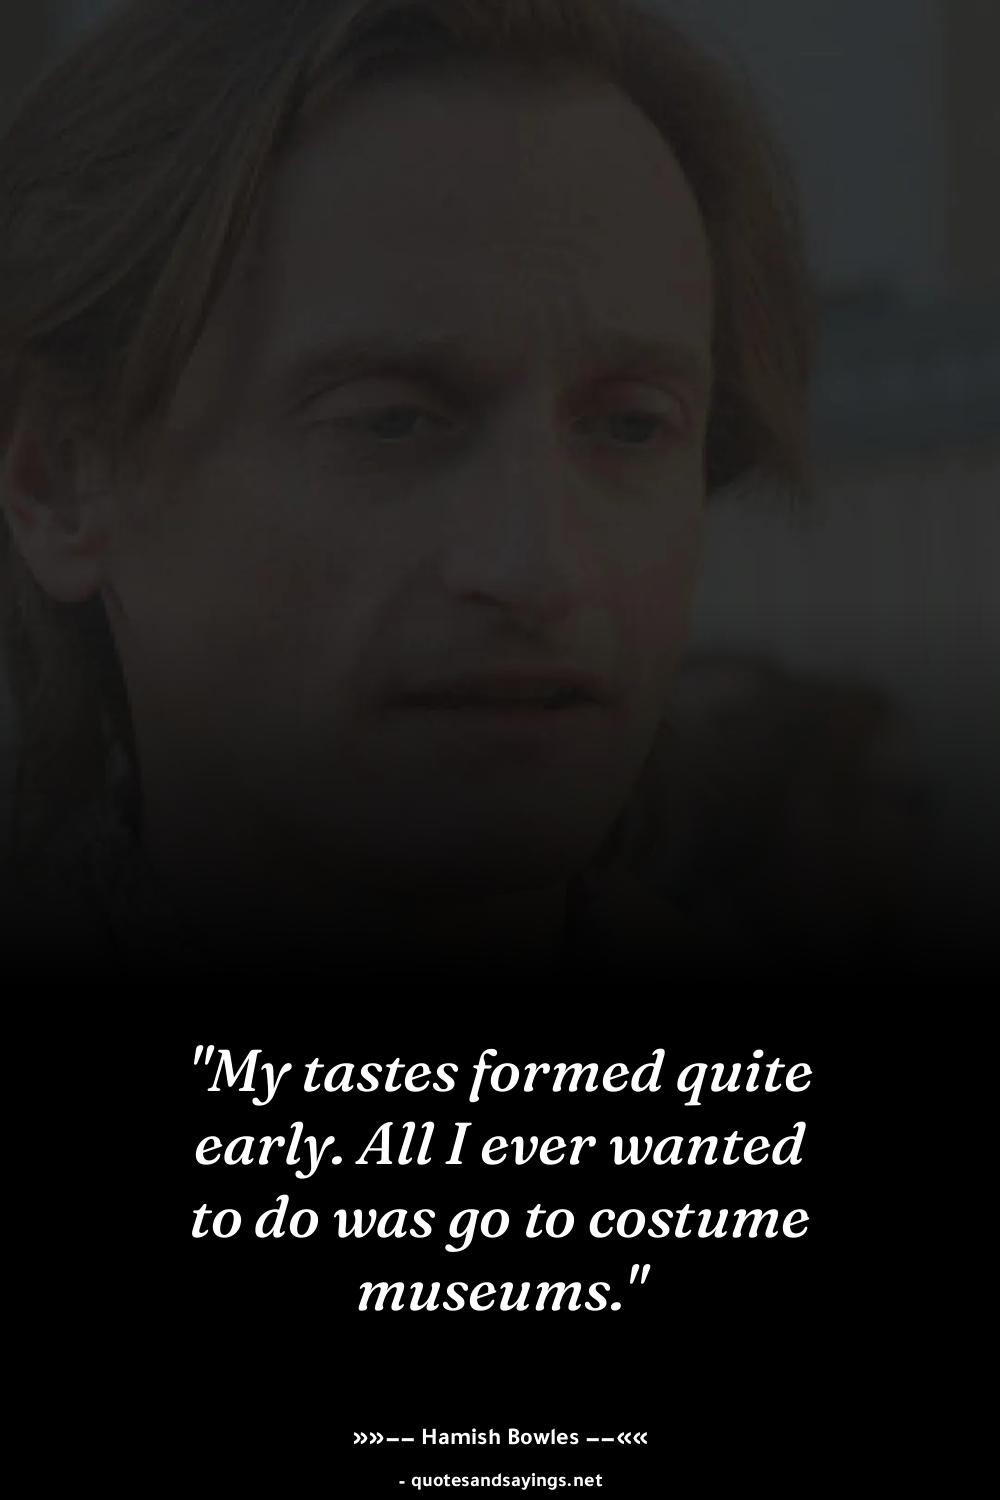 "My tastes formed quite
early. All I ever wanted
to do was go to costume
museums."
»»–– Hamish Bowles ––««
- quotesandsayings.net